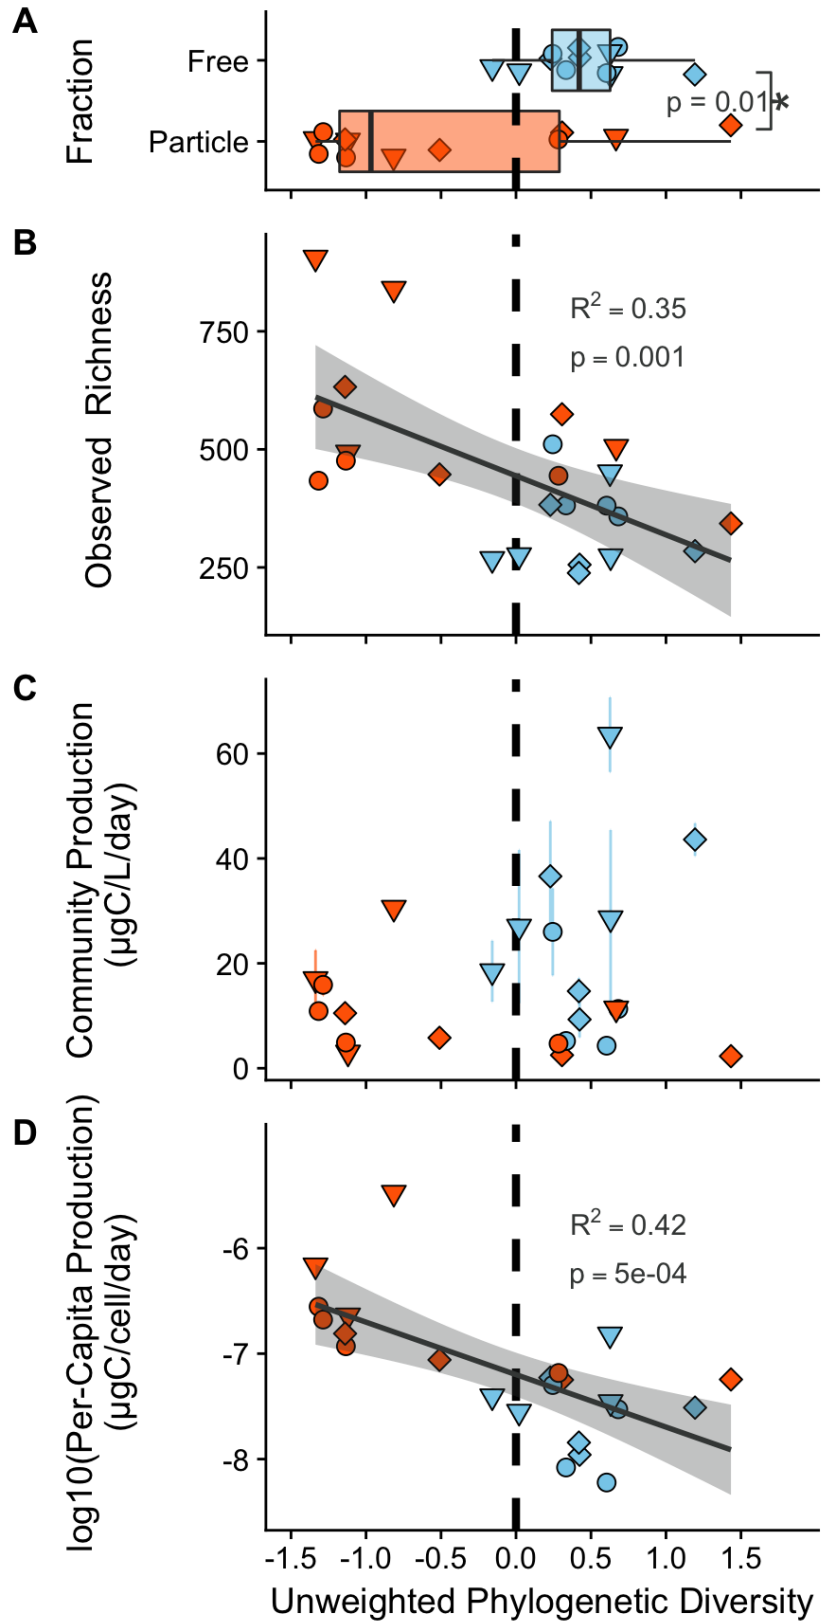 A
Fraction
Free
Particle
p = 0.01
*
B
Observed Richness
750
500
250
R² = 0.35
p = 0.001
C
Community Production
(µgC/L/day)
60
40
20
0
D
log10(Per-Capita Production)
(µgC/cell/day)
-6
-7
-8
R² = 0.42
p = 5e-04
-1.5 -1.0 -0.5 0.0 0.5 1.0 1.5
Unweighted Phylogenetic Diversity